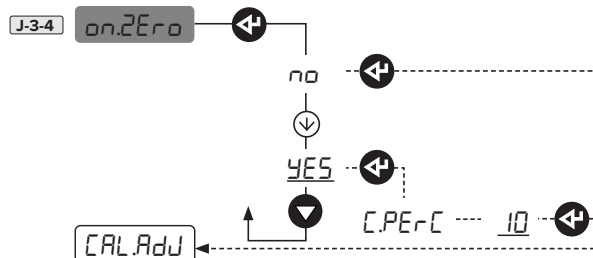 J-3-4 on.2Ero
no
YES
C.PErC 10
CAL.AdJ